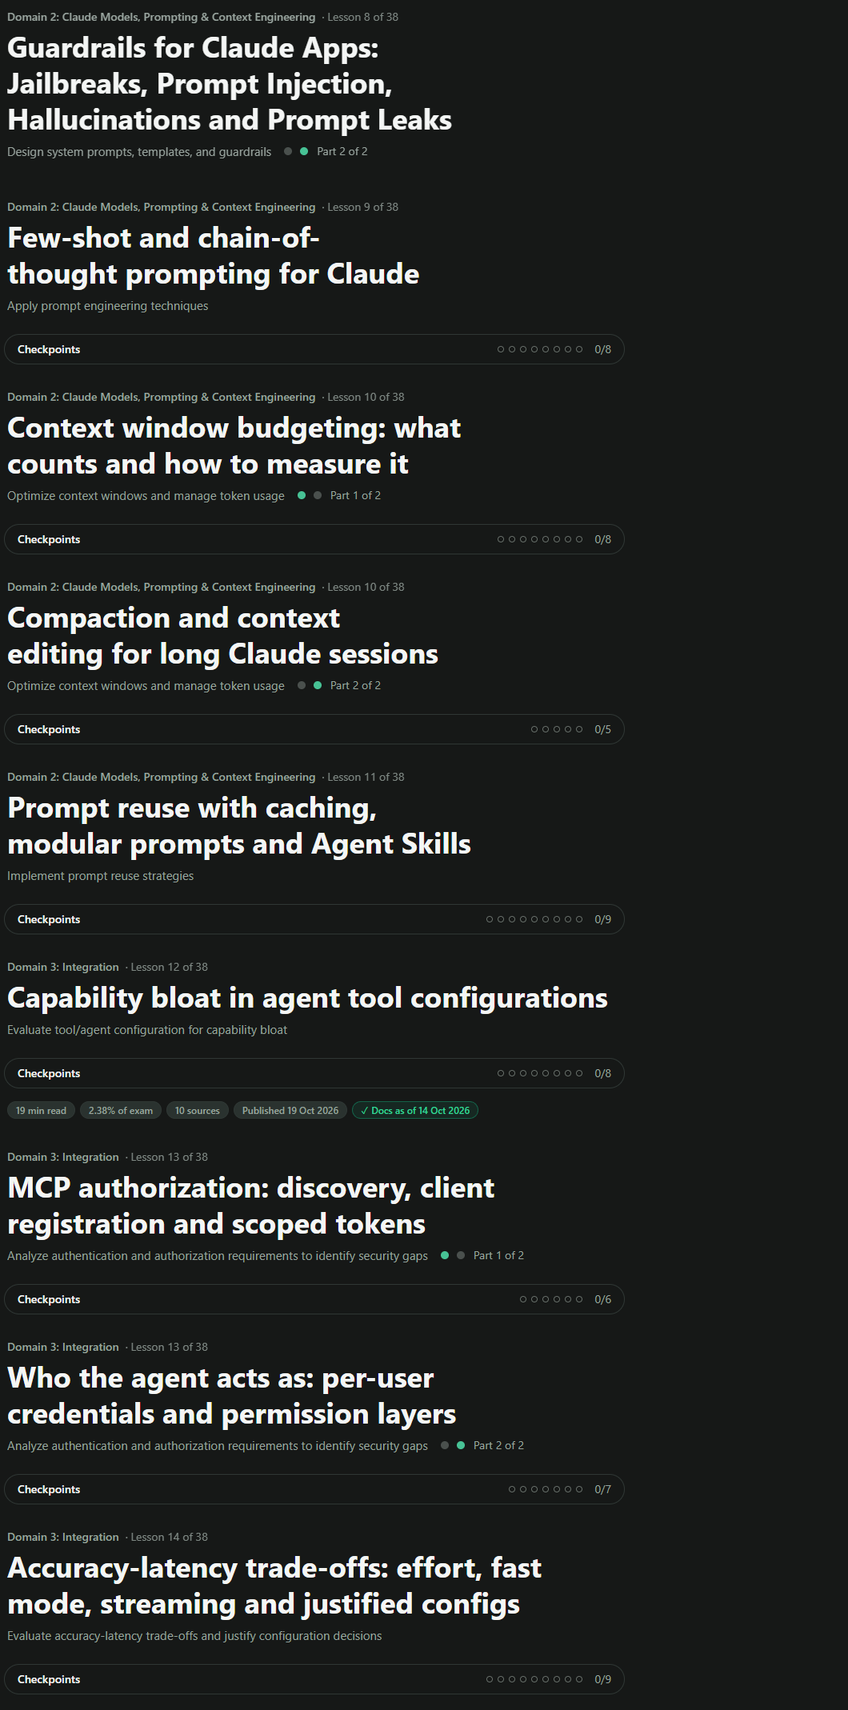 Domain 2: Claude Models, Prompting & Context Engineering · Lesson 8 of 38
Guardrails for Claude Apps:
Jailbreaks, Prompt Injection,
Hallucinations and Prompt Leaks
Design system prompts, templates, and guardrails Part 2 of 2
Domain 2: Claude Models, Prompting & Context Engineering · Lesson 9 of 38
Few-shot and chain-of-
thought prompting for Claude
Apply prompt engineering techniques
Checkpoints 0/8
Domain 2: Claude Models, Prompting & Context Engineering · Lesson 10 of 38
Context window budgeting: what
counts and how to measure it
Optimize context windows and manage token usage Part 1 of 2
Checkpoints 0/8
Domain 2: Claude Models, Prompting & Context Engineering · Lesson 10 of 38
Compaction and context
editing for long Claude sessions
Optimize context windows and manage token usage Part 2 of 2
Checkpoints 0/5
Domain 2: Claude Models, Prompting & Context Engineering · Lesson 11 of 38
Prompt reuse with caching,
modular prompts and Agent Skills
Implement prompt reuse strategies
Checkpoints 0/9
Domain 3: Integration · Lesson 12 of 38
Capability bloat in agent tool configurations
Evaluate tool/agent configuration for capability bloat
Checkpoints 0/8
19 min read 2.38% of exam 10 sources Published 19 Oct 2026 ✓ Docs as of 14 Oct 2026
Domain 3: Integration · Lesson 13 of 38
MCP authorization: discovery, client
registration and scoped tokens
Analyze authentication and authorization requirements to identify security gaps Part 1 of 2
Checkpoints 0/6
Domain 3: Integration · Lesson 13 of 38
Who the agent acts as: per-user
credentials and permission layers
Analyze authentication and authorization requirements to identify security gaps Part 2 of 2
Checkpoints 0/7
Domain 3: Integration · Lesson 14 of 38
Accuracy-latency trade-offs: effort, fast
mode, streaming and justified configs
Evaluate accuracy-latency trade-offs and justify configuration decisions
Checkpoints 0/9